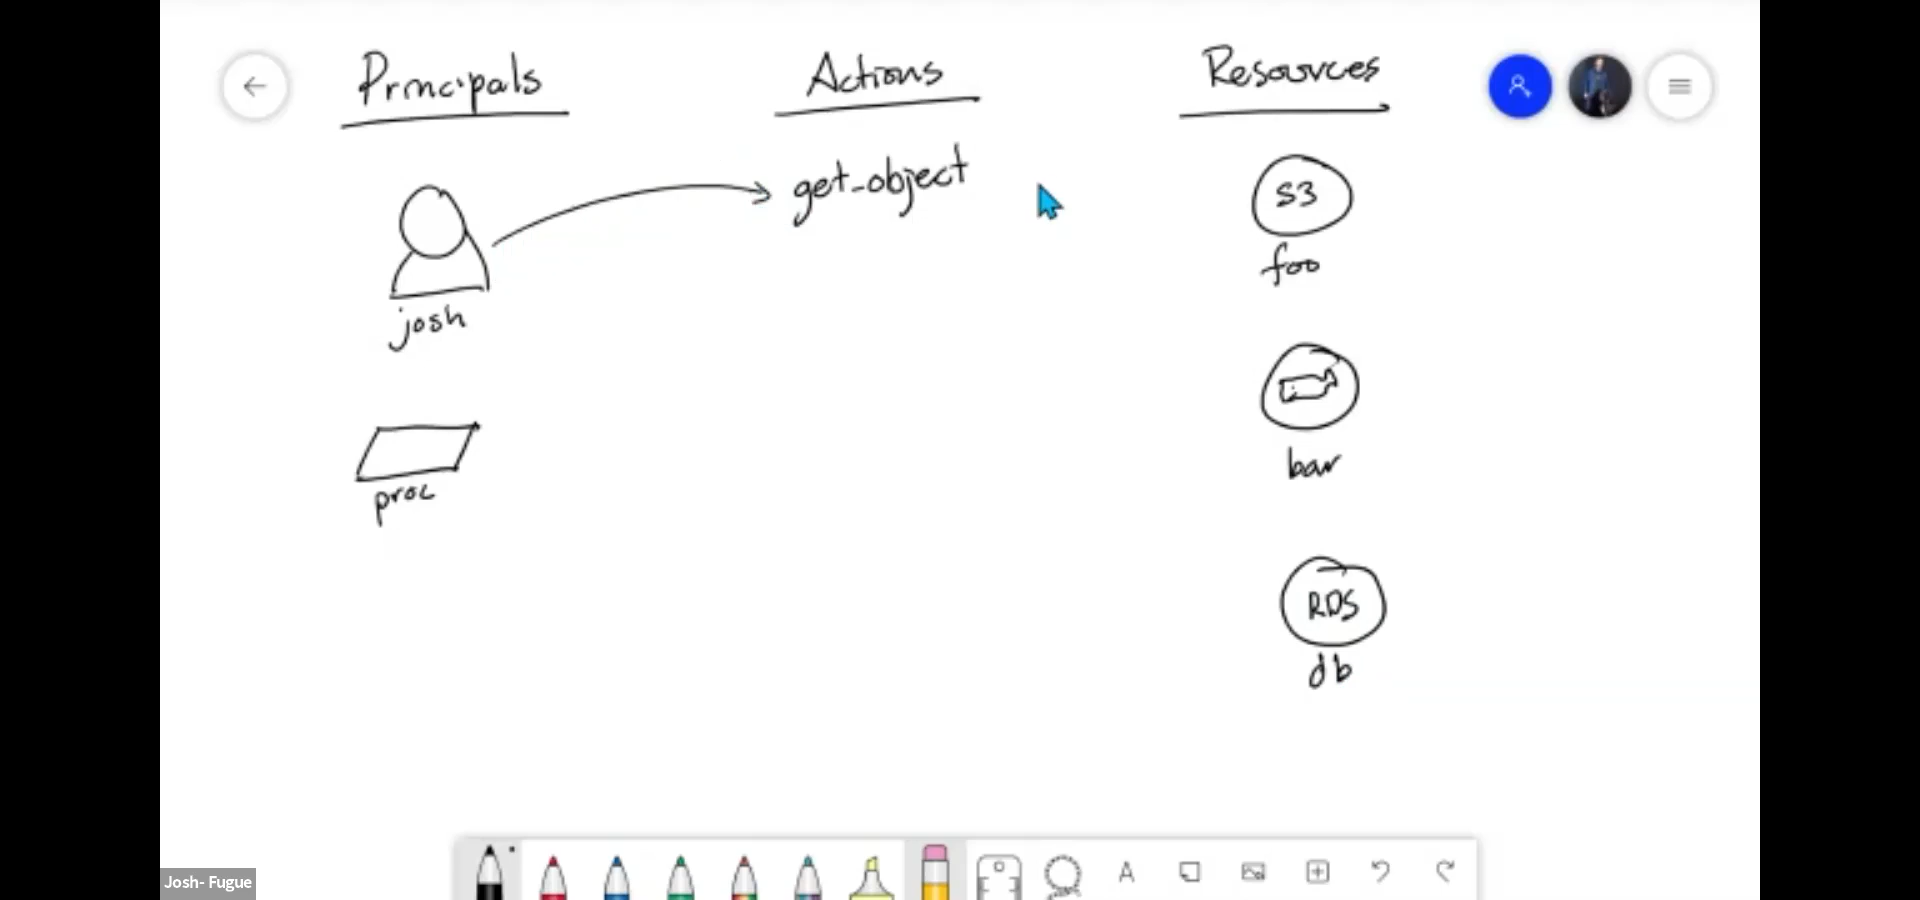 Principals
Actions
Resources
get-object
S3
foo
josh
bar
proc
RDS
db
A
Josh- Fugue